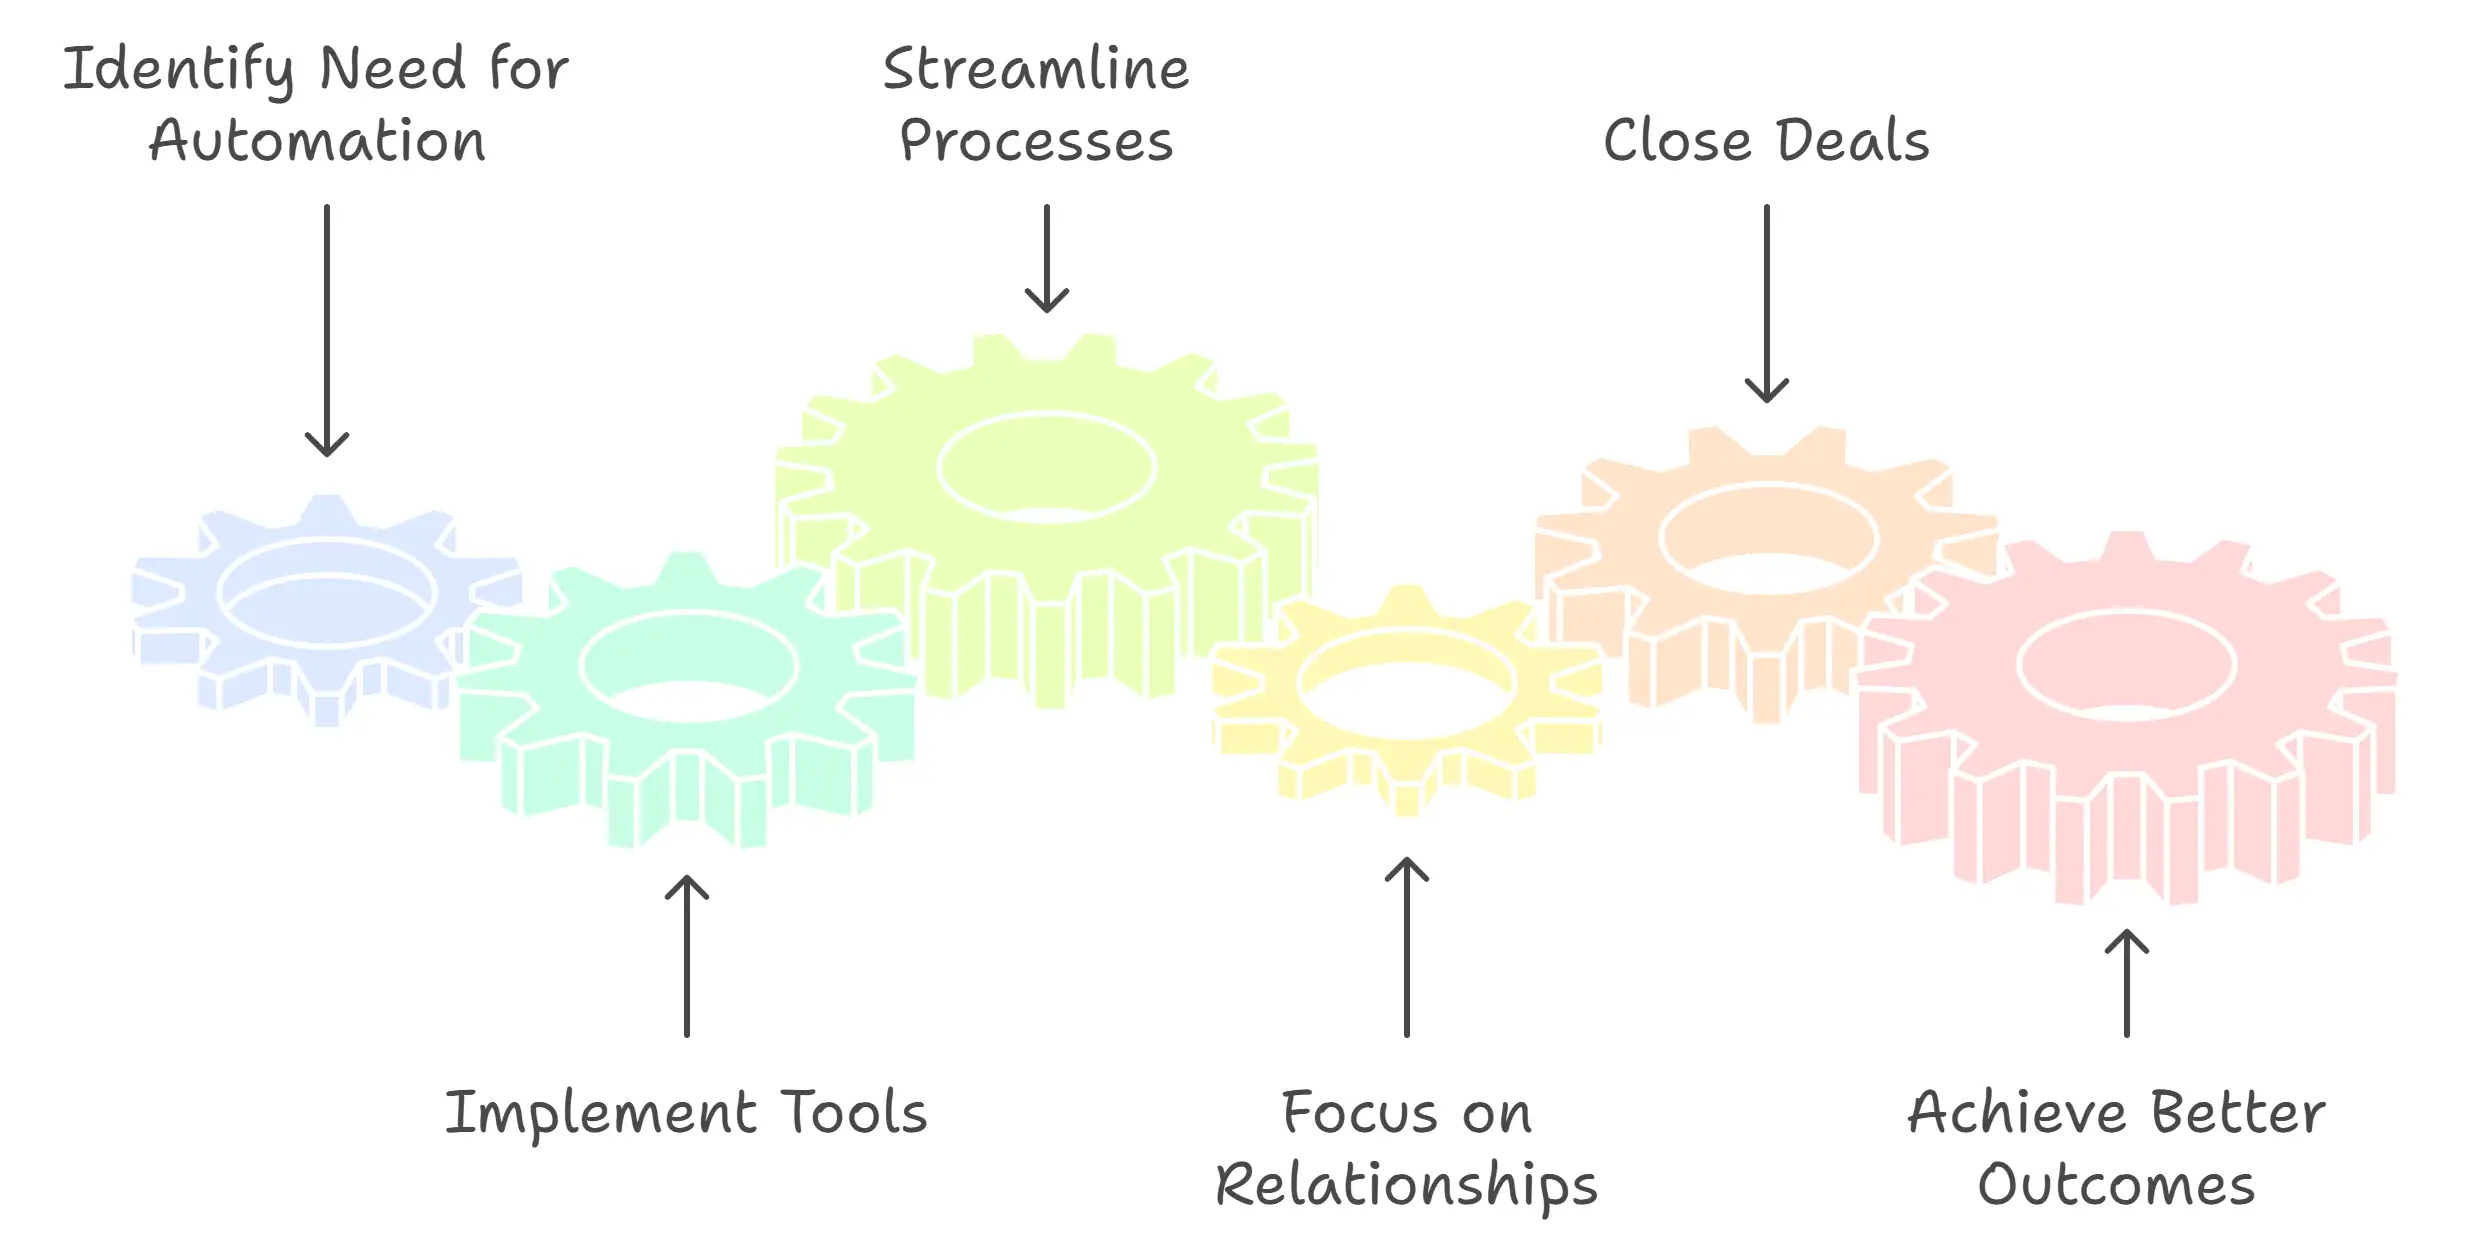 Identify Need for
Automation
Streamline
Processes
Close Deals
Implement Tools
Focus on
Relationships
Achieve Better
Outcomes